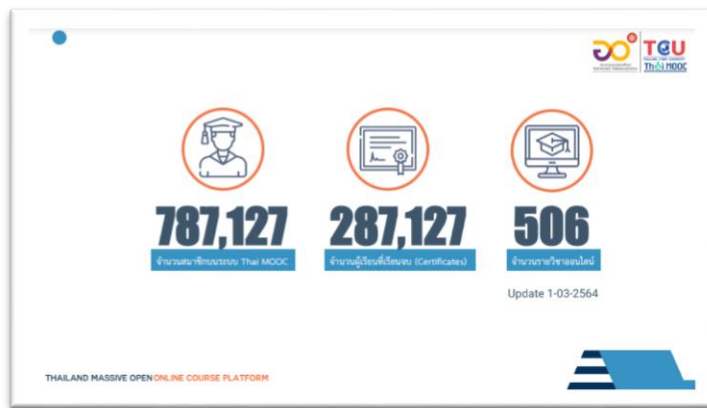 TCU
Thai MOOC
787,127
287,127
506
จำนวนสมาชิกบนระบบ Thai MOOC
จำนวนผู้เรียนที่เรียนจบ (Certificates)
จำนวนรายวิชาออนไลน์
Update 1-03-2564
THAILAND MASSIVE OPEN ONLINE COURSE PLATFORM